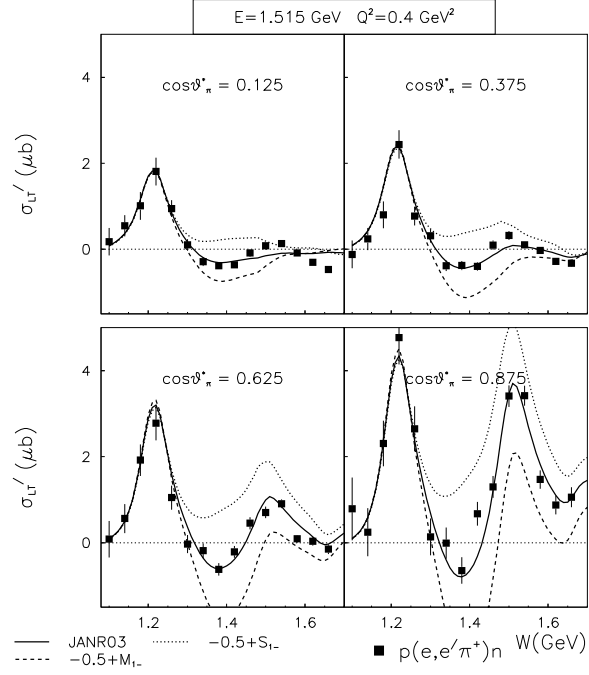 E=1.515 GeV Q²=0.4 GeV²
cosϑ*π = 0.125
cosϑ*π = 0.375
σLT′ (μb)
4
2
0
cosϑ*π = 0.625
cosϑ*π = 0.875
σLT′ (μb)
4
2
0
1.2 1.4 1.6 1.2 1.4 1.6
JANR03 -0.5+S1- p(e,e′π⁺)n W(GeV)
-0.5+M1-